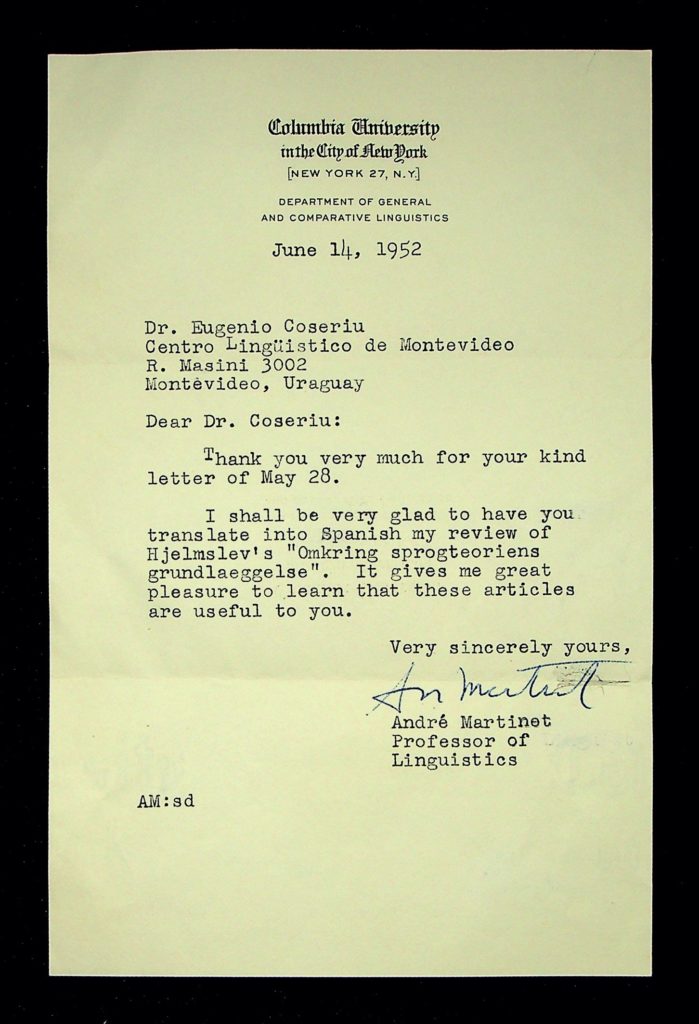 Columbia University
in the City of New York
[NEW YORK 27, N.Y.]
DEPARTMENT OF GENERAL
AND COMPARATIVE LINGUISTICS
June 14, 1952
Dr. Eugenio Coseriu
Centro Lingüistico de Montevideo
R. Masini 3002
Montèvideo, Uraguay
Dear Dr. Coseriu:
Thank you very much for your kind
letter of May 28.
I shall be very glad to have you
translate into Spanish my review of
Hjelmslev's "Omkring sprogteoriens
grundlaeggelse". It gives me great
pleasure to learn that these articles
are useful to you.
Very sincerely yours,
An Martinet
André Martinet
Professor of
Linguistics
AM:sd